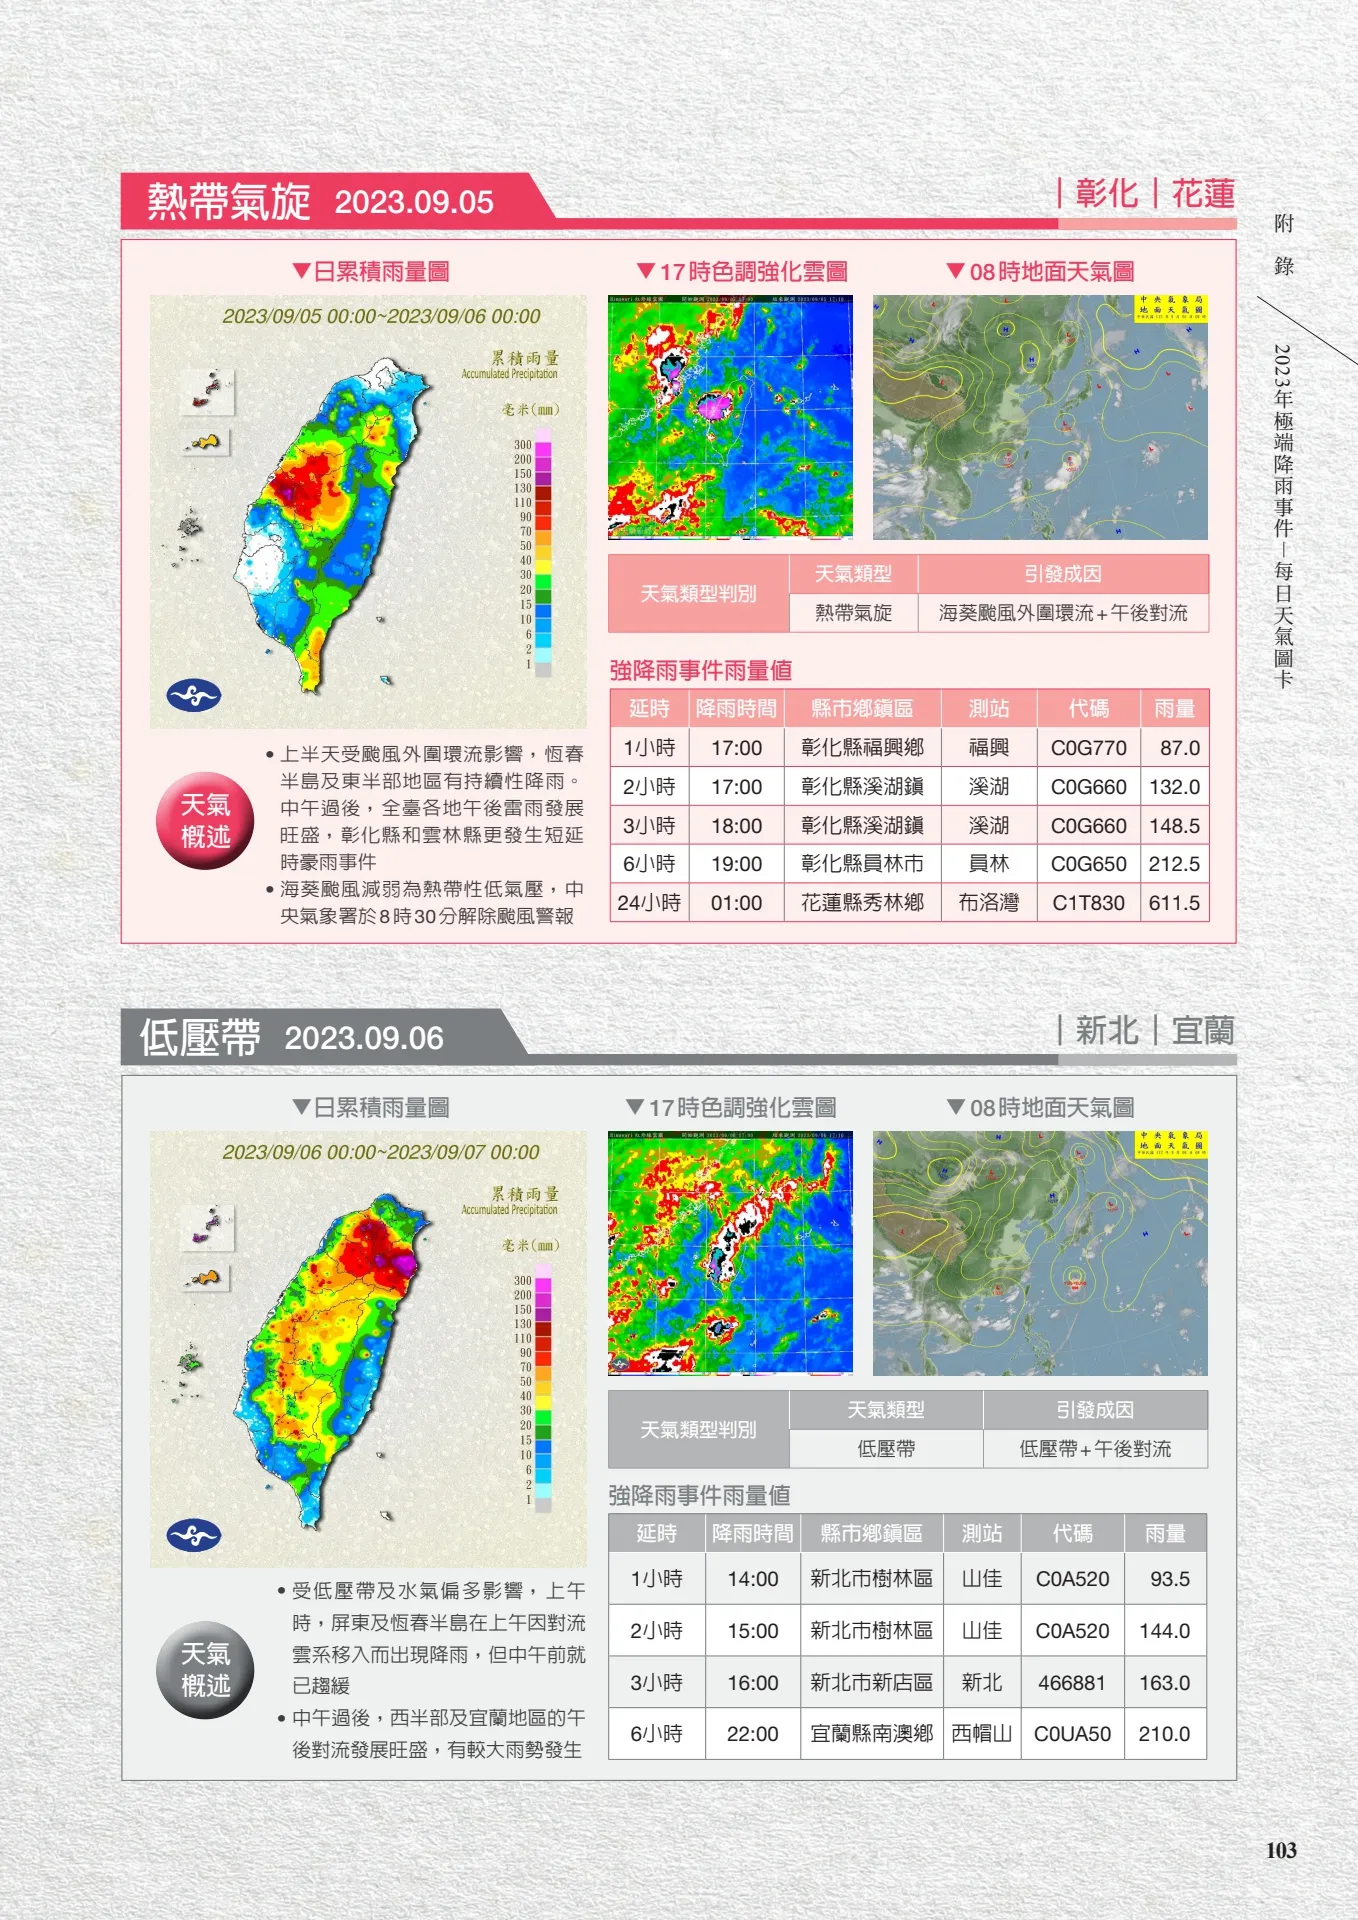 熱帶氣旋 2023.09.05
｜彰化｜花蓮
附錄
2023年極端降雨事件—每日天氣圖卡
▼日累積雨量圖
▼17時色調強化雲圖
▼08時地面天氣圖
2023/09/05 00:00~2023/09/06 00:00
累積雨量
Accumulated Precipitation
毫米(mm)
300
200
150
130
110
90
70
50
40
30
20
15
10
6
2
1
中央氣象局
地面天氣圖
天氣類型判別
天氣類型 引發成因
熱帶氣旋 海葵颱風外圍環流+午後對流
強降雨事件雨量值
延時 降雨時間 縣市鄉鎮區 測站 代碼 雨量
1小時 17:00 彰化縣福興鄉 福興 C0G770 87.0
2小時 17:00 彰化縣溪湖鎮 溪湖 C0G660 132.0
3小時 18:00 彰化縣溪湖鎮 溪湖 C0G660 148.5
6小時 19:00 彰化縣員林市 員林 C0G650 212.5
24小時 01:00 花蓮縣秀林鄉 布洛灣 C1T830 611.5
天氣
概述
•上半天受颱風外圍環流影響，恆春
半島及東半部地區有持續性降雨。
中午過後，全臺各地午後雷雨發展
旺盛，彰化縣和雲林縣更發生短延
時豪雨事件
•海葵颱風減弱為熱帶性低氣壓，中
央氣象署於8時30分解除颱風警報
低壓帶 2023.09.06
｜新北｜宜蘭
▼日累積雨量圖
▼17時色調強化雲圖
▼08時地面天氣圖
2023/09/06 00:00~2023/09/07 00:00
累積雨量
Accumulated Precipitation
毫米(mm)
300
200
150
130
110
90
70
50
40
30
20
15
10
6
2
1
中央氣象局
地面天氣圖
天氣類型判別
天氣類型 引發成因
低壓帶 低壓帶+午後對流
強降雨事件雨量值
延時 降雨時間 縣市鄉鎮區 測站 代碼 雨量
1小時 14:00 新北市樹林區 山佳 C0A520 93.5
2小時 15:00 新北市樹林區 山佳 C0A520 144.0
3小時 16:00 新北市新店區 新北 466881 163.0
6小時 22:00 宜蘭縣南澳鄉 西帽山 C0UA50 210.0
天氣
概述
•受低壓帶及水氣偏多影響，上午
時，屏東及恆春半島在上午因對流
雲系移入而出現降雨，但中午前就
已趨緩
•中午過後，西半部及宜蘭地區的午
後對流發展旺盛，有較大雨勢發生
103